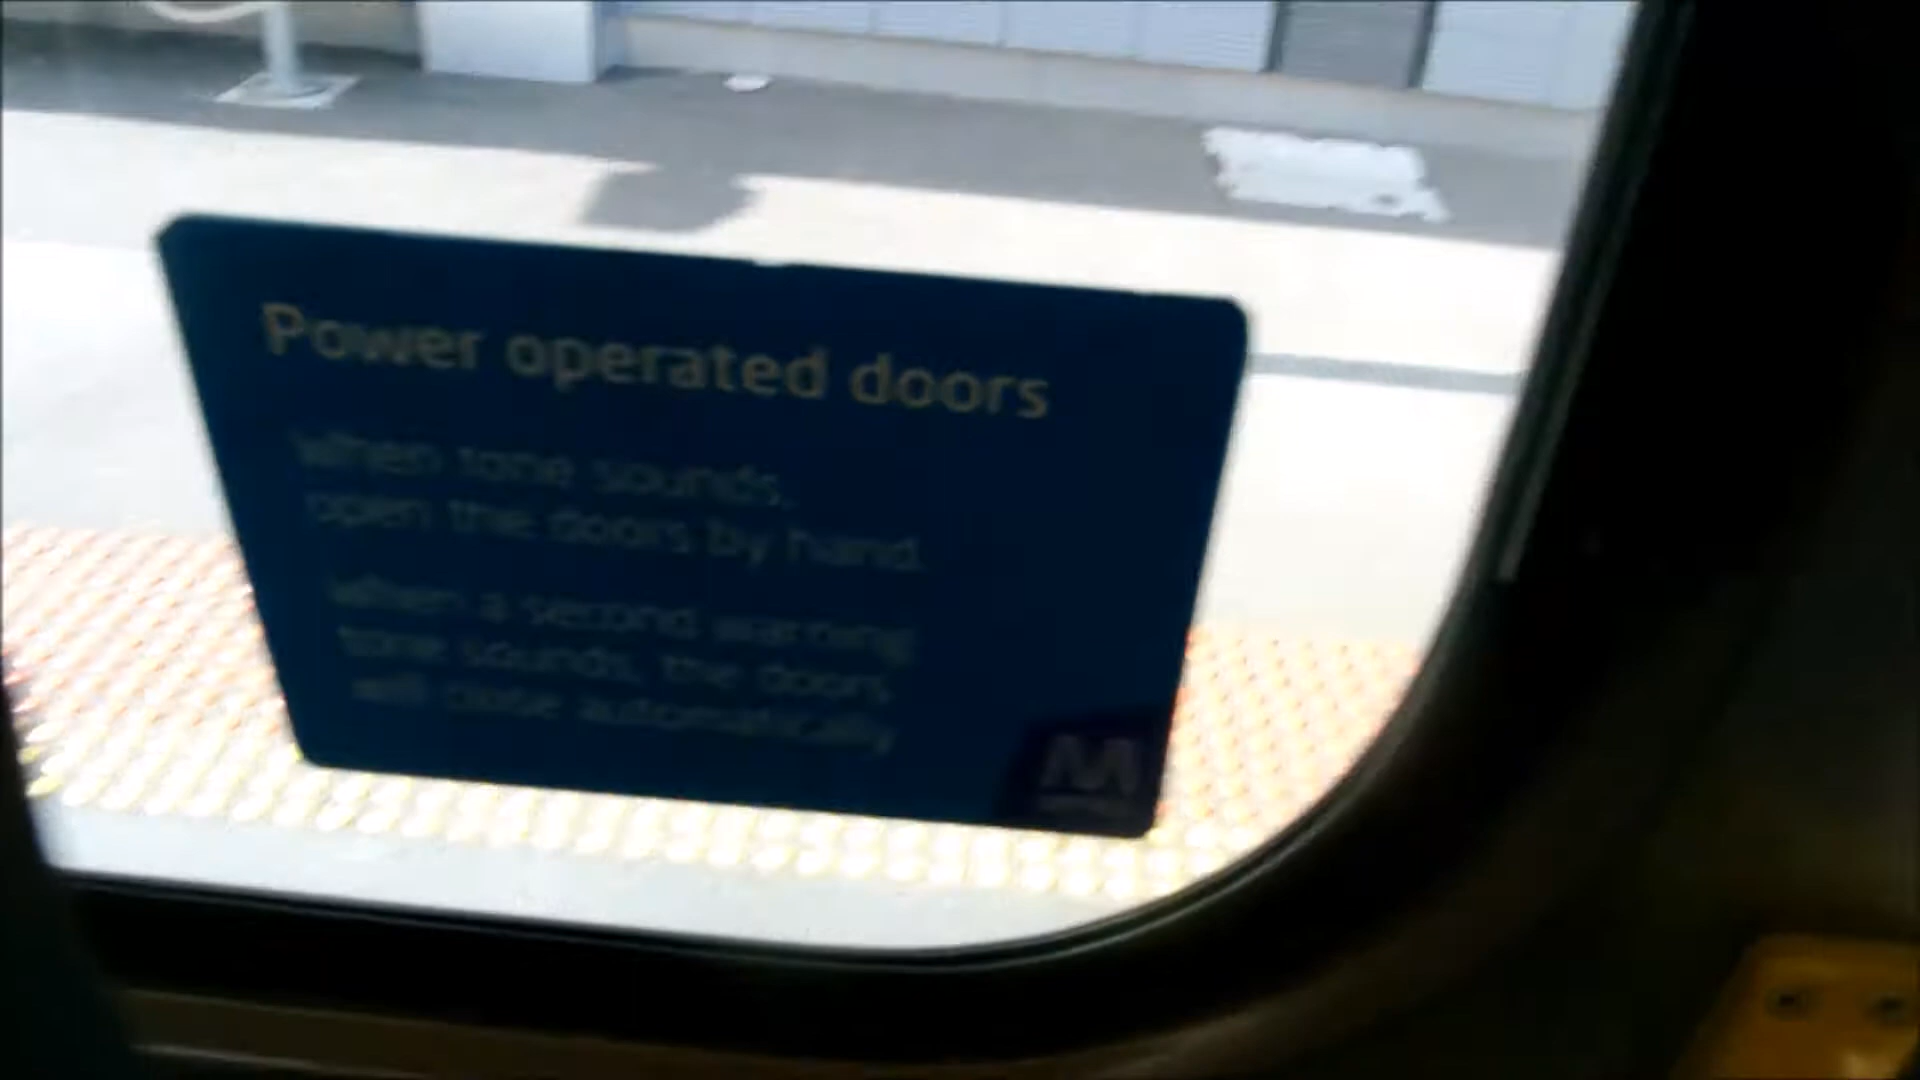 Power operated doors
When tone sounds,
open the doors by hand.
When a second warning
tone sounds, the doors
will close automatically
M